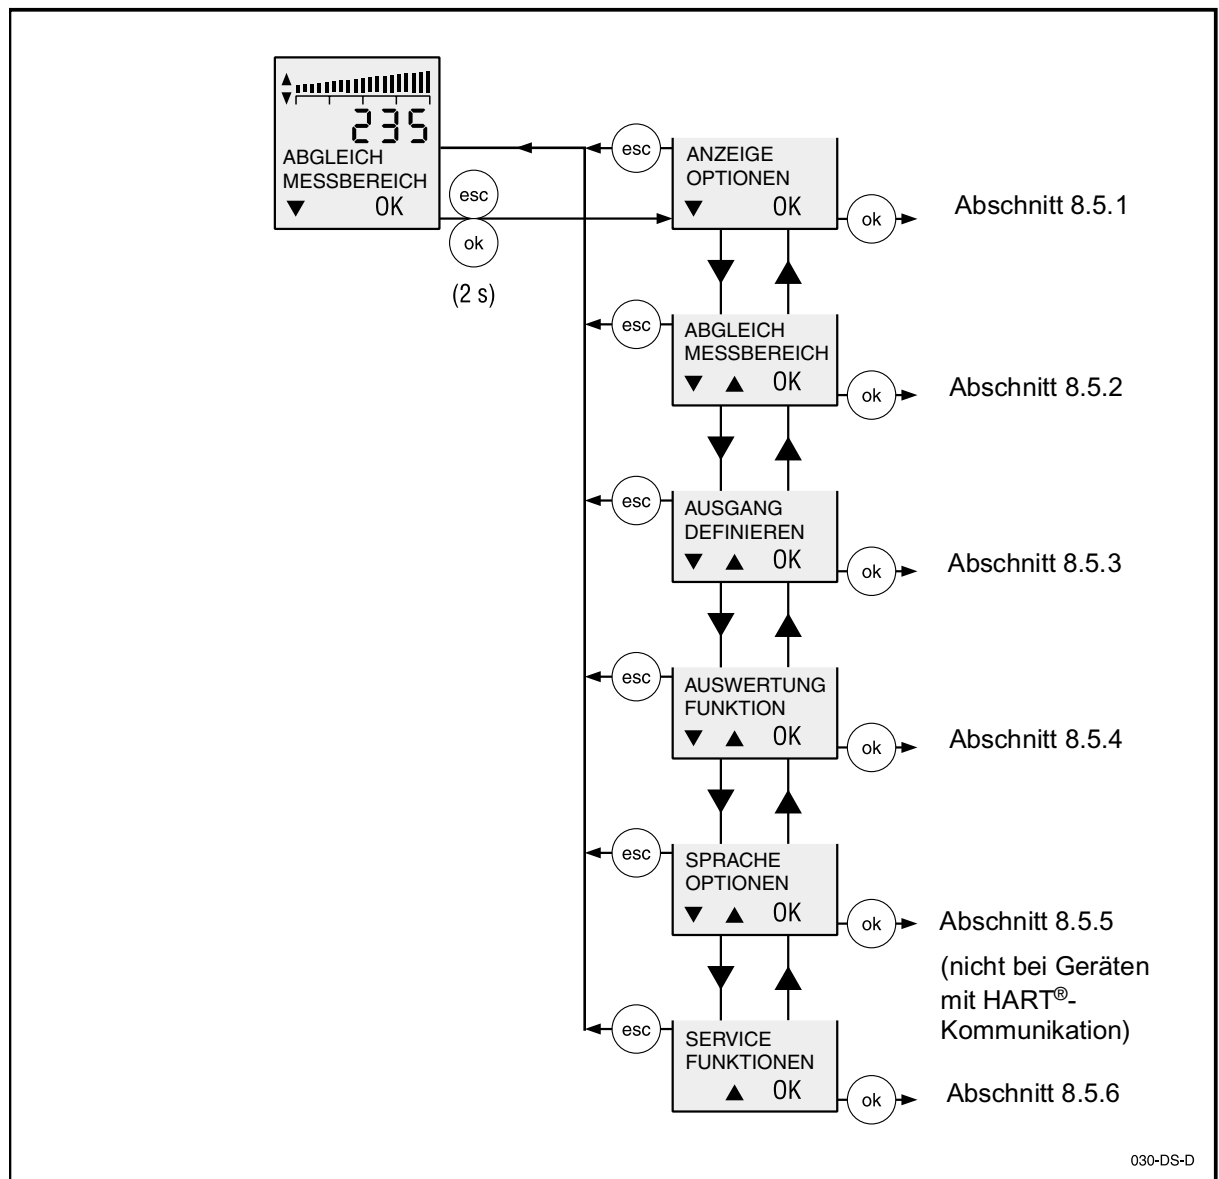 235
ABGLEICH
MESSBEREICH
▼ OK
esc
ok
(2 s)
esc
ANZEIGE
OPTIONEN
▼ OK
ok
Abschnitt 8.5.1
esc
ABGLEICH
MESSBEREICH
▼ ▲ OK
ok
Abschnitt 8.5.2
esc
AUSGANG
DEFINIEREN
▼ ▲ OK
ok
Abschnitt 8.5.3
esc
AUSWERTUNG
FUNKTION
▼ ▲ OK
ok
Abschnitt 8.5.4
esc
SPRACHE
OPTIONEN
▼ ▲ OK
ok
Abschnitt 8.5.5
(nicht bei Geräten
mit HART®-
Kommunikation)
esc
SERVICE
FUNKTIONEN
▲ OK
ok
Abschnitt 8.5.6
030-DS-D